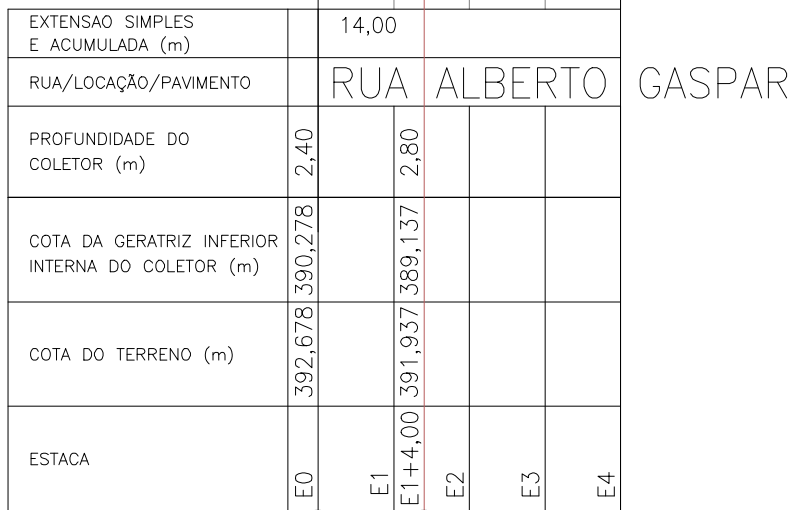 EXTENSAO SIMPLES
E ACUMULADA (m)
14,00
RUA/LOCAÇÃO/PAVIMENTO
RUA ALBERTO GASPAR
PROFUNDIDADE DO
COLETOR (m)
2,40
2,80
COTA DA GERATRIZ INFERIOR
INTERNA DO COLETOR (m)
390,278
389,137
COTA DO TERRENO (m)
392,678
391,937
ESTACA
E0
E1
E1+4,00
E2
E3
E4